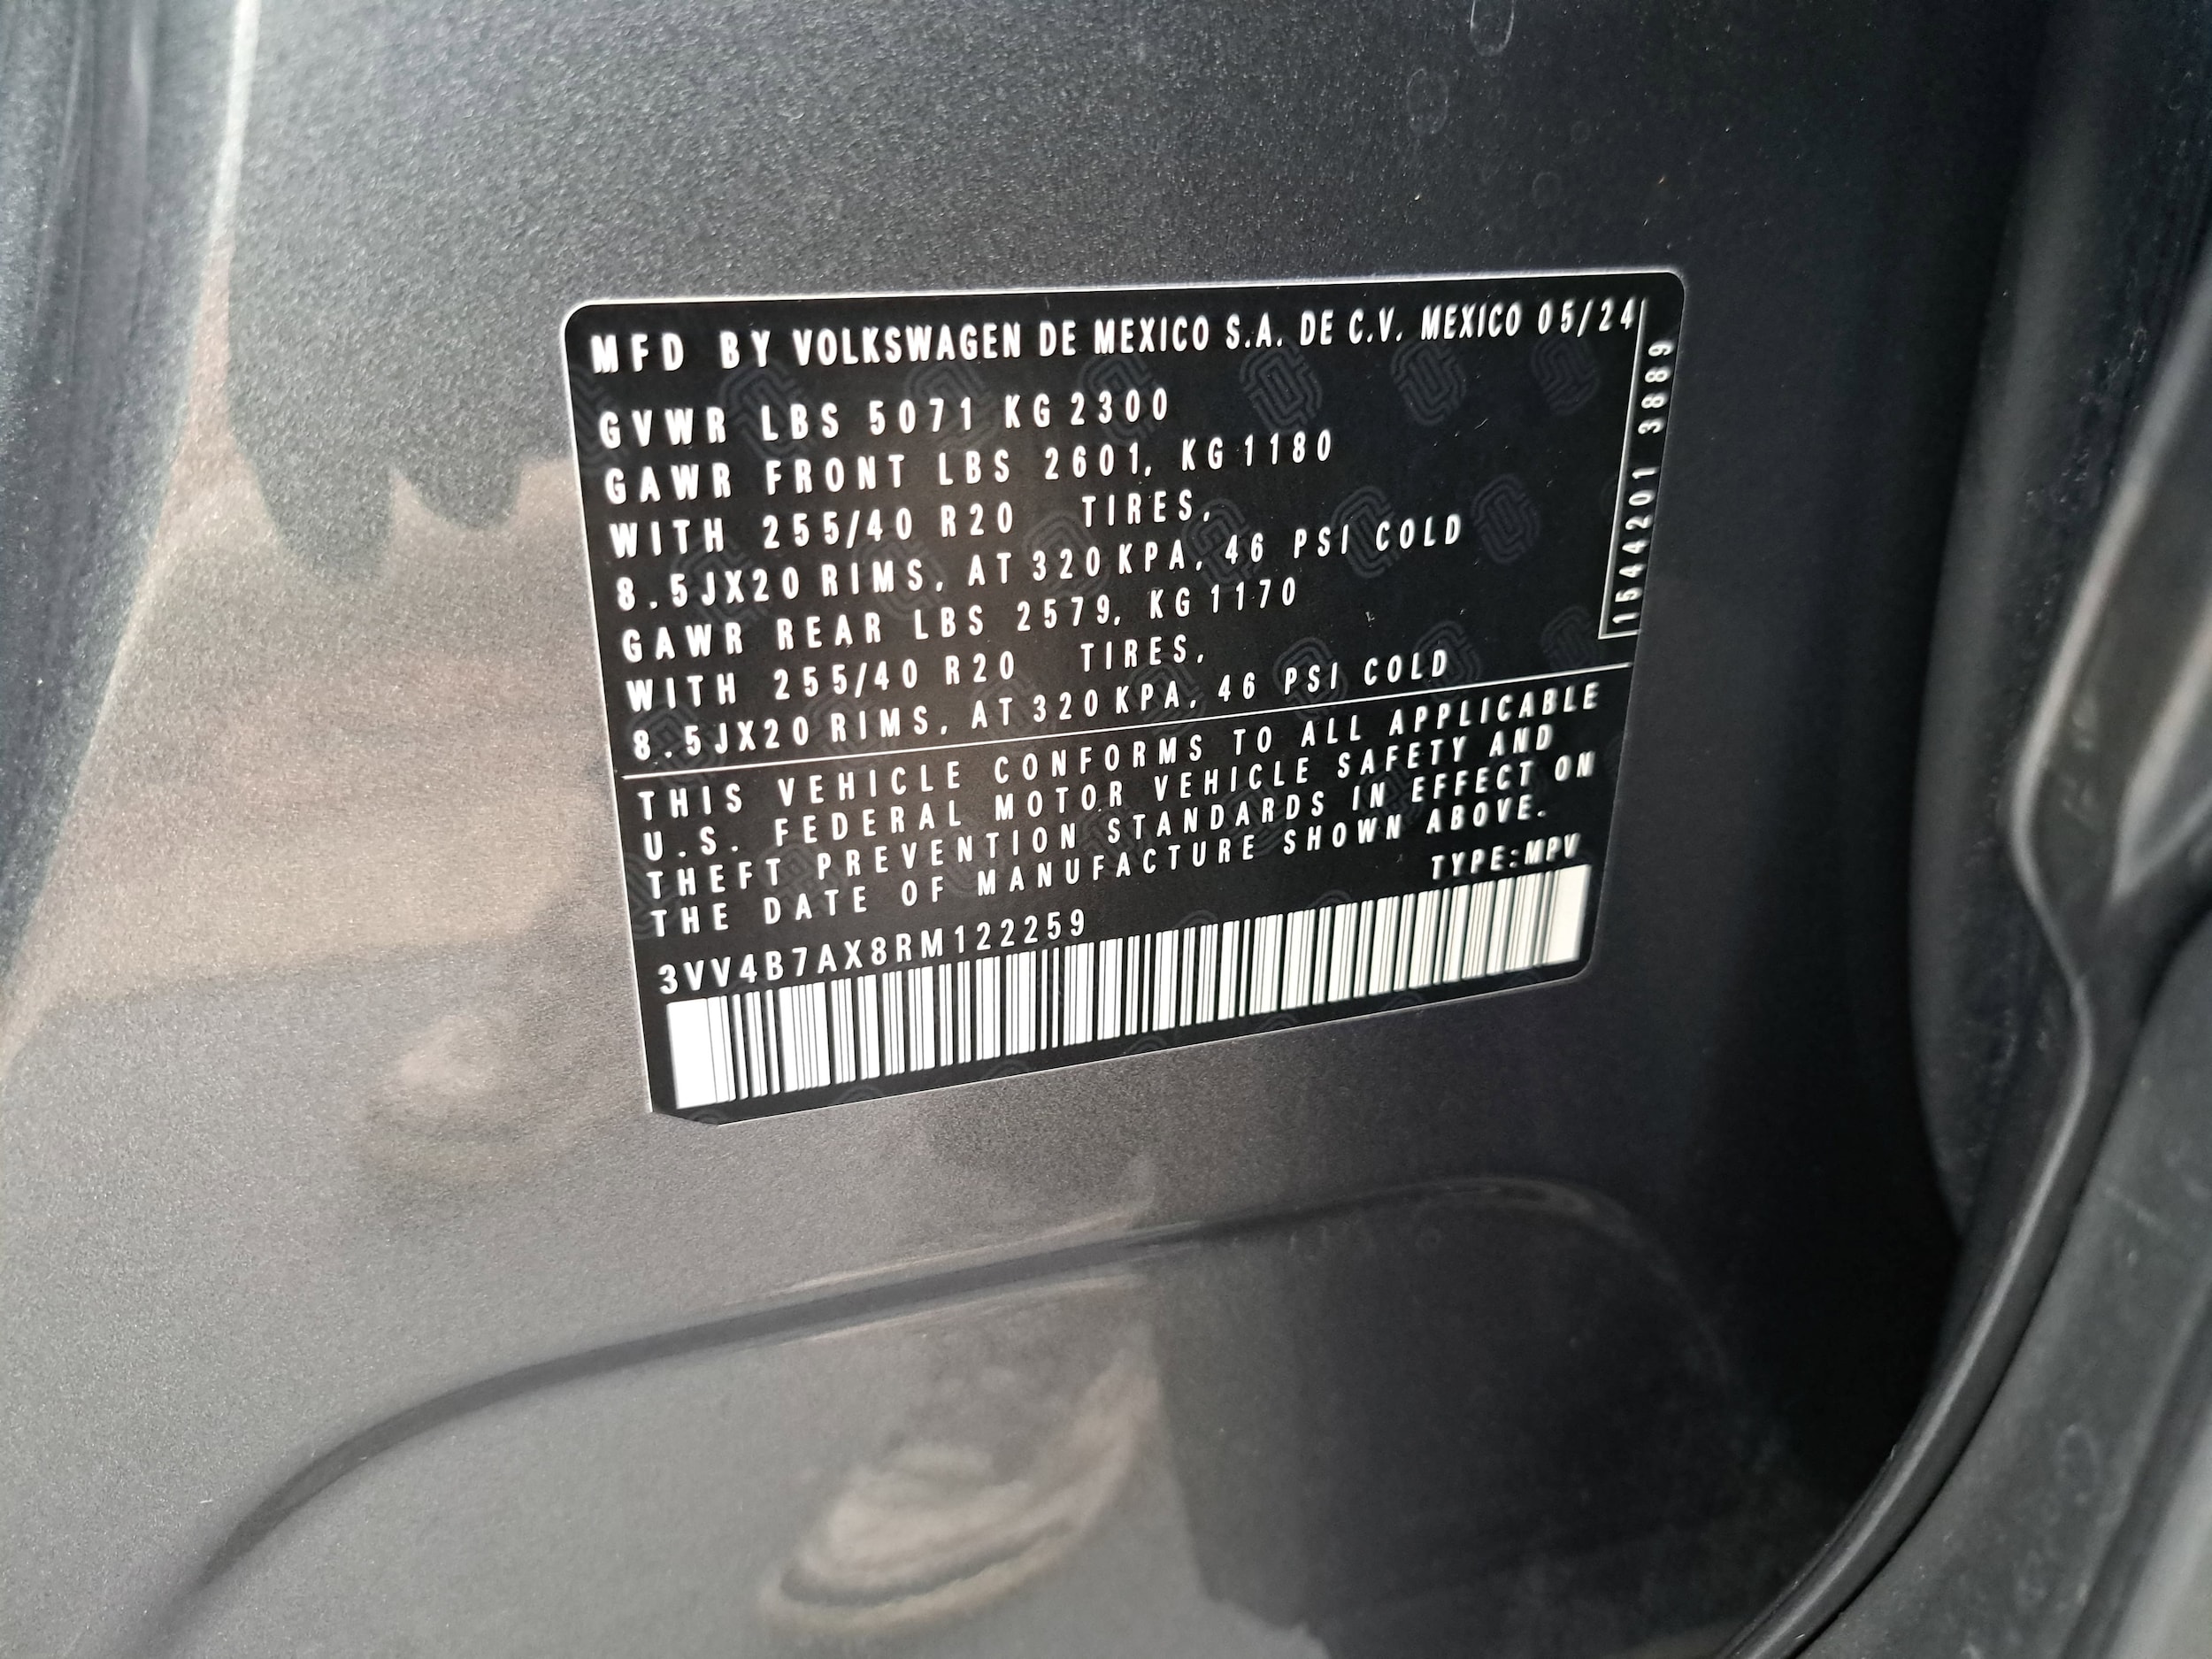 MFD BY VOLKSWAGEN DE MEXICO S.A. DE C.V. MEXICO 05/24
GVWR LBS 5071 KG 2300
GAWR FRONT LBS 2601, KG 1180
WITH 255/40 R20 TIRES,
8.5JX20 RIMS, AT 320 KPA, 46 PSI COLD
GAWR REAR LBS 2579, KG 1170
WITH 255/40 R20 TIRES,
8.5JX20 RIMS, AT 320 KPA, 46 PSI COLD
1544201 3889
THIS VEHICLE CONFORMS TO ALL APPLICABLE
U.S. FEDERAL MOTOR VEHICLE SAFETY AND
THEFT PREVENTION STANDARDS IN EFFECT ON
THE DATE OF MANUFACTURE SHOWN ABOVE.
TYPE:MPV
3VV4B7AX8RM122259